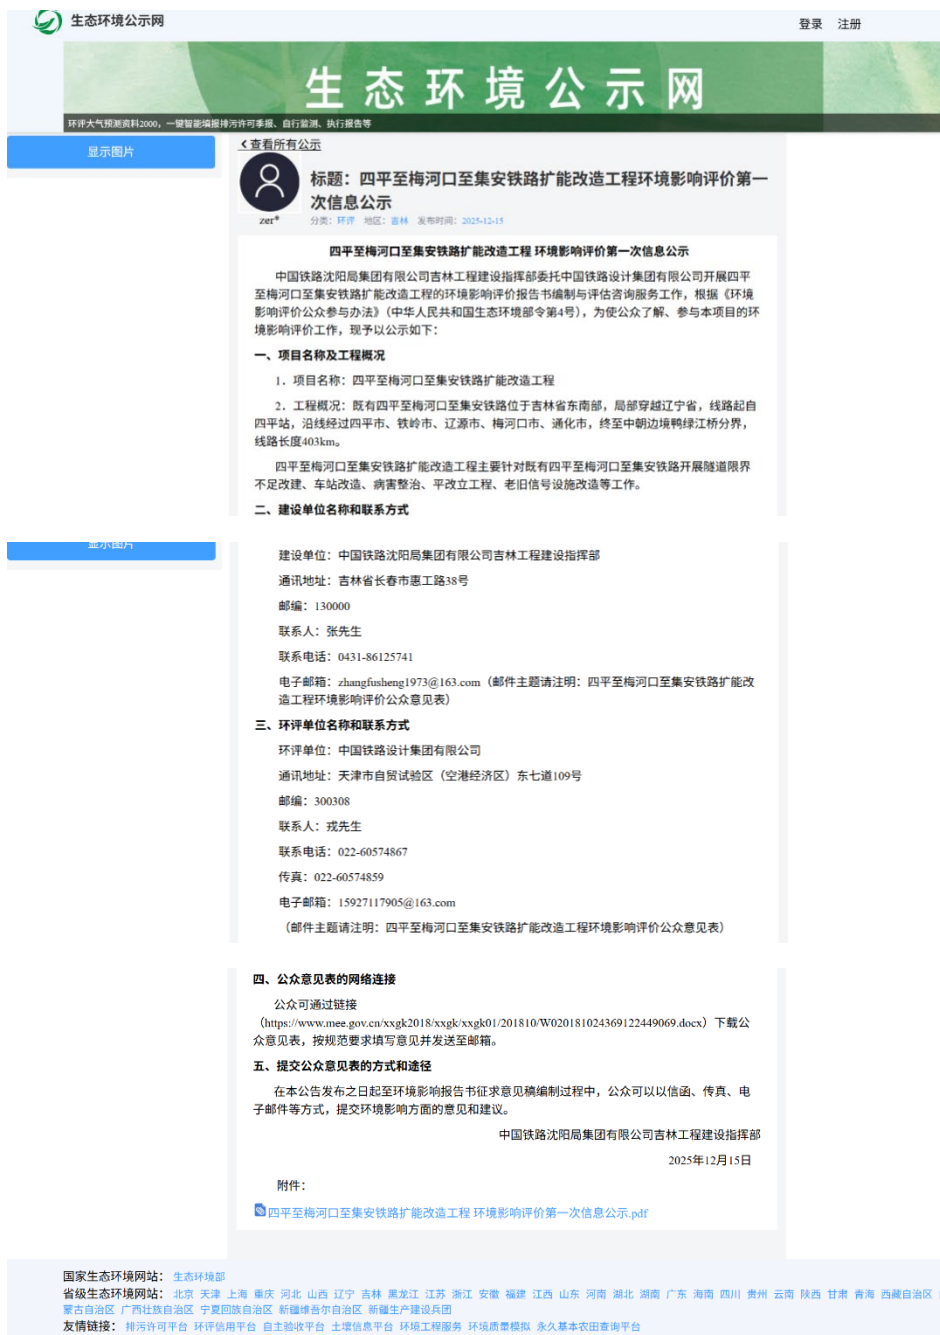 生态环境公示网
登录 注册
生态环境公示网
环评大气预测资料2000，一键智能编报排污许可季报、自行监测、执行报告等
显示图片
查看所有公示
zer*
标题：四平至梅河口至集安铁路扩能改造工程环境影响评价第一
次信息公示
分类：环评 地区：吉林 发布时间：2025-12-15
四平至梅河口至集安铁路扩能改造工程 环境影响评价第一次信息公示
中国铁路沈阳局集团有限公司吉林工程建设指挥部委托中国铁路设计集团有限公司开展四平
至梅河口至集安铁路扩能改造工程的环境影响评价报告书编制与评估咨询服务工作，根据《环境
影响评价公众参与办法》（中华人民共和国生态环境部令第4号），为使公众了解、参与本项目的环
境影响评价工作，现予以公示如下：
一、项目名称及工程概况
1．项目名称：四平至梅河口至集安铁路扩能改造工程
2．工程概况：既有四平至梅河口至集安铁路位于吉林省东南部，局部穿越辽宁省，线路起自
四平站，沿线经过四平市、铁岭市、辽源市、梅河口市、通化市，终至中朝边境鸭绿江桥分界，
线路长度403km。
四平至梅河口至集安铁路扩能改造工程主要针对既有四平至梅河口至集安铁路开展隧道限界
不足改建、车站改造、病害整治、平改立工程、老旧信号设施改造等工作。
二、建设单位名称和联系方式
显示图片
建设单位：中国铁路沈阳局集团有限公司吉林工程建设指挥部
通讯地址：吉林省长春市惠工路38号
邮编：130000
联系人：张先生
联系电话：0431-86125741
电子邮箱：zhangfusheng1973@163.com（邮件主题请注明：四平至梅河口至集安铁路扩能改
造工程环境影响评价公众意见表）
三、环评单位名称和联系方式
环评单位：中国铁路设计集团有限公司
通讯地址：天津市自贸试验区（空港经济区）东七道109号
邮编：300308
联系人：戎先生
联系电话：022-60574867
传真：022-60574859
电子邮箱：15927117905@163.com
（邮件主题请注明：四平至梅河口至集安铁路扩能改造工程环境影响评价公众意见表）
四、公众意见表的网络连接
公众可通过链接
（https://www.mee.gov.cn/xxgk2018/xxgk/xxgk01/201810/W020181024369122449069.docx）下载公
众意见表，按规范要求填写意见并发送至邮箱。
五、提交公众意见表的方式和途径
在本公告发布之日起至环境影响报告书征求意见稿编制过程中，公众可以以信函、传真、电
子邮件等方式，提交环境影响方面的意见和建议。
中国铁路沈阳局集团有限公司吉林工程建设指挥部
2025年12月15日
附件：
四平至梅河口至集安铁路扩能改造工程 环境影响评价第一次信息公示.pdf
国家生态环境网站： 生态环境部
省级生态环境网站： 北京 天津 上海 重庆 河北 山西 辽宁 吉林 黑龙江 江苏 浙江 安徽 福建 江西 山东 河南 湖北 湖南 广东 海南 四川 贵州 云南 陕西 甘肃 青海 西藏自治区
蒙古自治区 广西壮族自治区 宁夏回族自治区 新疆维吾尔自治区 新疆生产建设兵团
友情链接： 排污许可平台 环评信用平台 自主验收平台 土壤信息平台 环境工程服务 环境质量模拟 永久基本农田查询平台